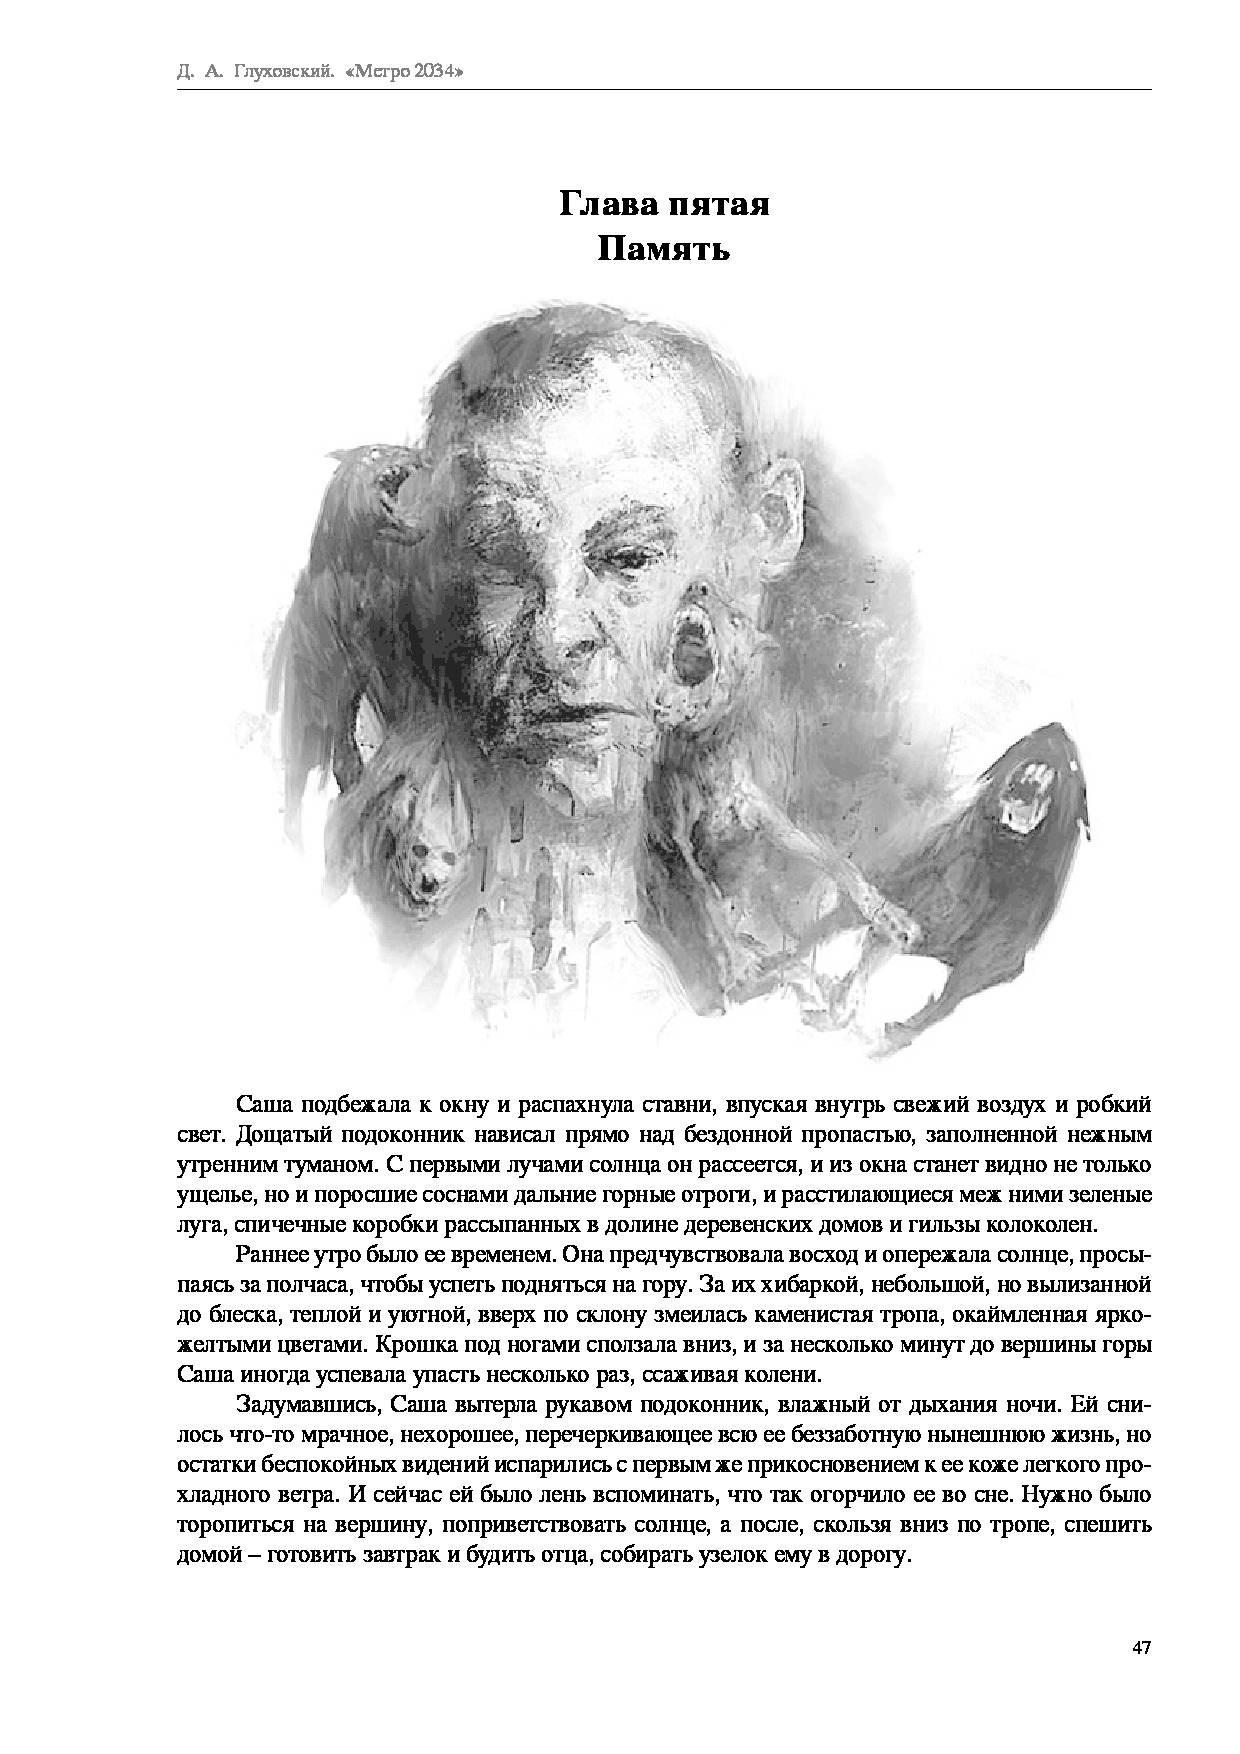 Д. А. Глуховский. «Метро 2034»
Глава пятая
Память
Саша подбежала к окну и распахнула ставни, впуская внутрь свежий воздух и робкий
свет. Дощатый подоконник нависал прямо над бездонной пропастью, заполненной нежным
утренним туманом. С первыми лучами солнца он рассеется, и из окна станет видно не только
ущелье, но и поросшие соснами дальние горные отроги, и расстилающиеся меж ними зеленые
луга, спичечные коробки рассыпанных в долине деревенских домов и гильзы колоколен.
Раннее утро было ее временем. Она предчувствовала восход и опережала солнце, просы-
паясь за полчаса, чтобы успеть подняться на гору. За их хибаркой, небольшой, но вылизанной
до блеска, теплой и уютной, вверх по склону змеилась каменистая тропа, окаймленная ярко-
желтыми цветами. Крошка под ногами сползала вниз, и за несколько минут до вершины горы
Саша иногда успевала упасть несколько раз, ссаживая колени.
Задумавшись, Саша вытерла рукавом подоконник, влажный от дыхания ночи. Ей сни-
лось что-то мрачное, нехорошее, перечеркивающее всю ее беззаботную нынешнюю жизнь, но
остатки беспокойных видений испарились с первым же прикосновением к ее коже легкого про-
хладного ветра. И сейчас ей было лень вспоминать, что так огорчило ее во сне. Нужно было
торопиться на вершину, поприветствовать солнце, а после, скользя вниз по тропе, спешить
домой – готовить завтрак и будить отца, собирать узелок ему в дорогу.
47